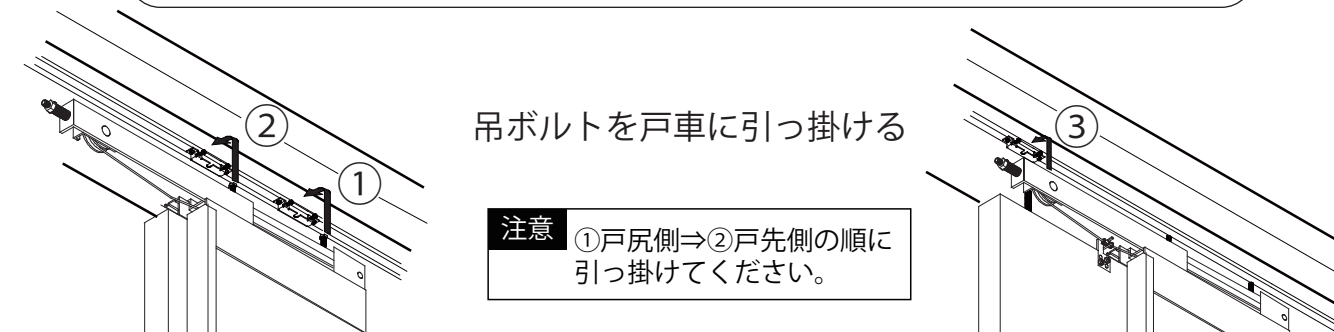 ②
①
吊ボルトを戸車に引っ掛ける
注意
①戸尻側⇒②戸先側の順に
引っ掛けてください。
③